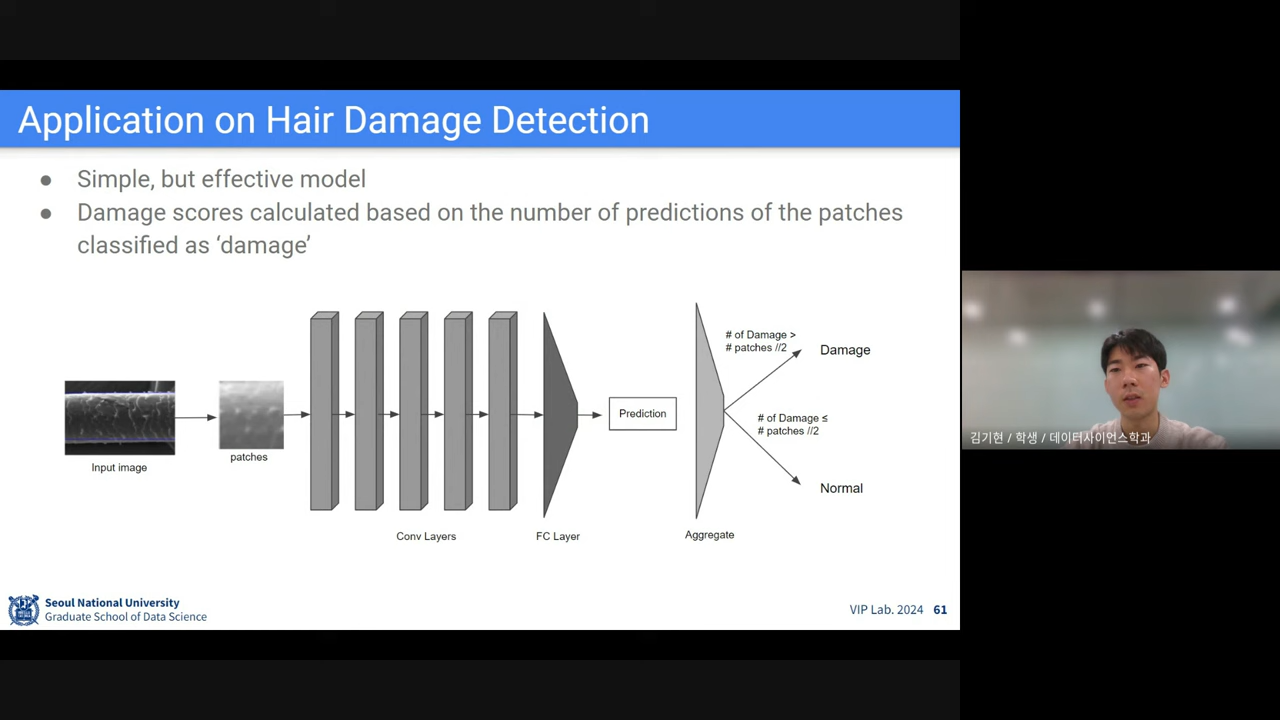 Application on Hair Damage Detection
● Simple, but effective model
● Damage scores calculated based on the number of predictions of the patches
classified as ‘damage’
Input image
patches
Conv Layers
FC Layer
Prediction
Aggregate
# of Damage >
# patches //2
Damage
# of Damage ≤
# patches //2
Normal
Seoul National University
Graduate School of Data Science
VIP Lab. 2024 61
김기현 / 학생 / 데이터사이언스학과